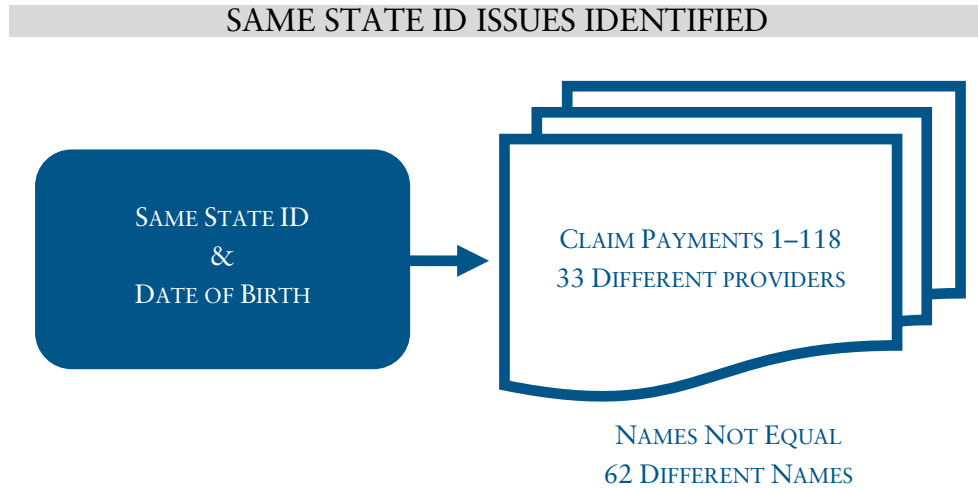 SAME STATE ID ISSUES IDENTIFIED
SAME STATE ID
&
DATE OF BIRTH
CLAIM PAYMENTS 1–118
33 DIFFERENT PROVIDERS
NAMES NOT EQUAL
62 DIFFERENT NAMES